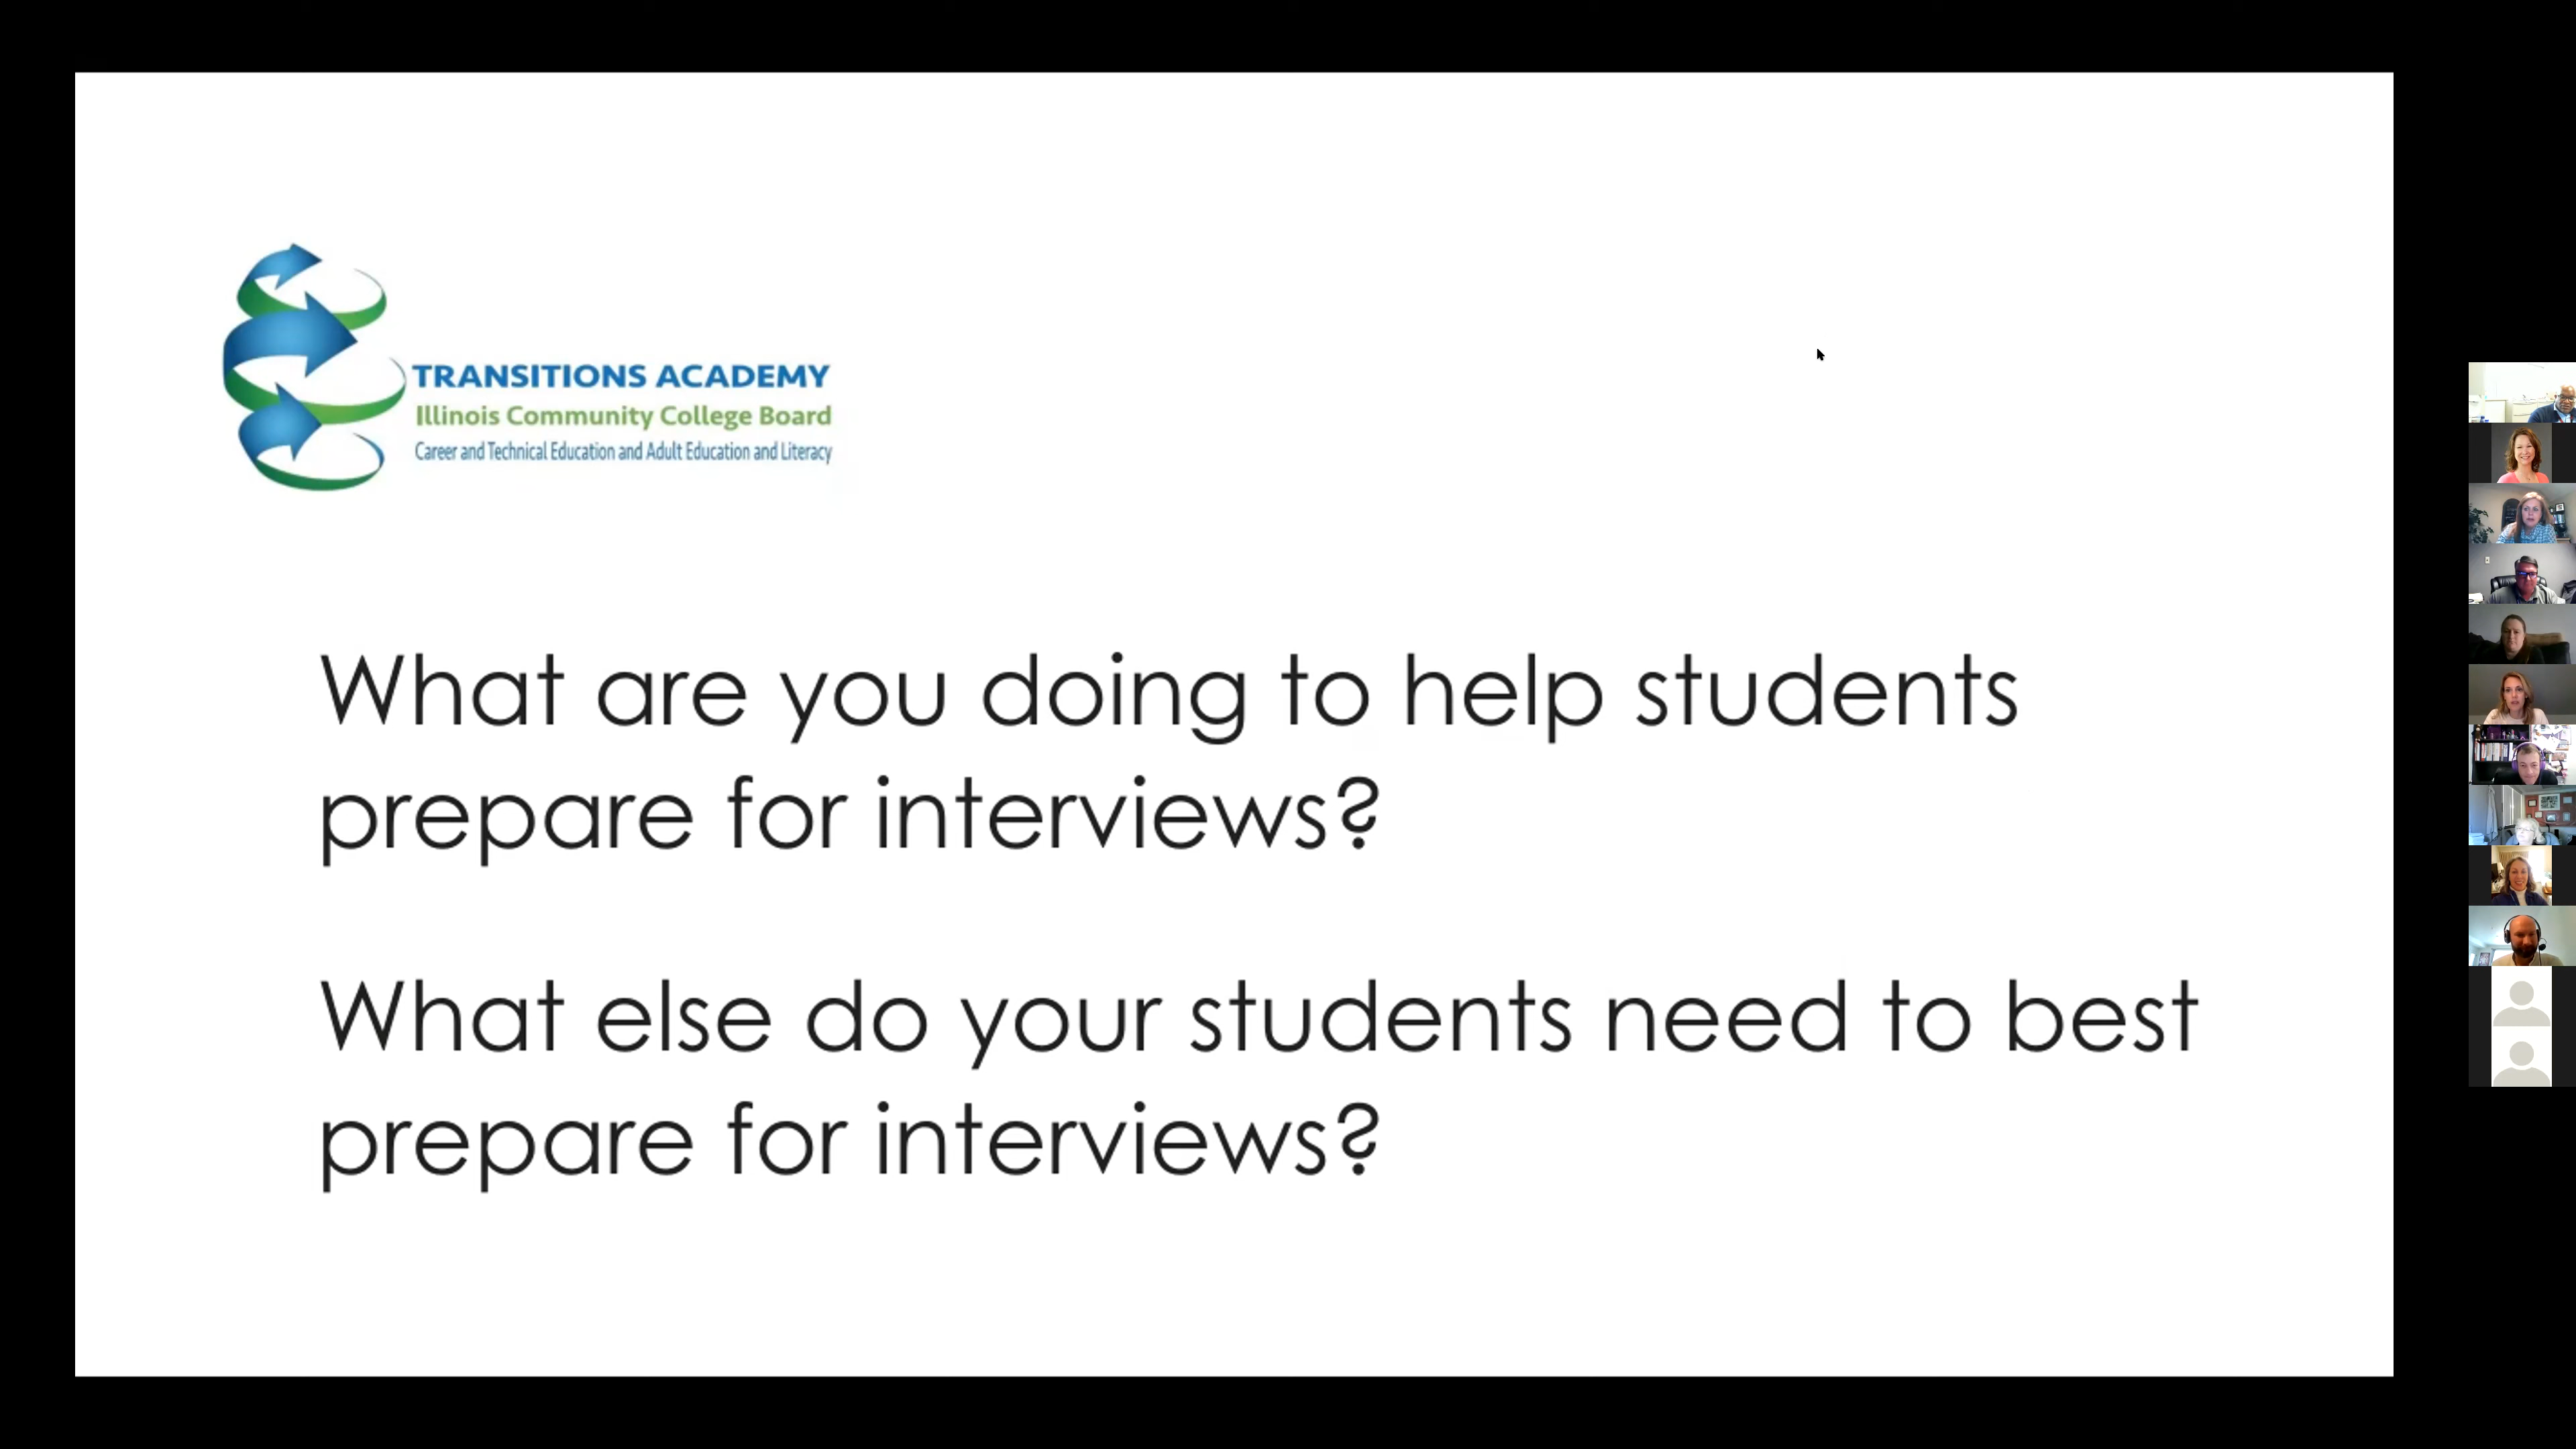 TRANSITIONS ACADEMY
Illinois Community College Board
Career and Technical Education and Adult Education and Literacy
What are you doing to help students
prepare for interviews?
What else do your students need to best
prepare for interviews?